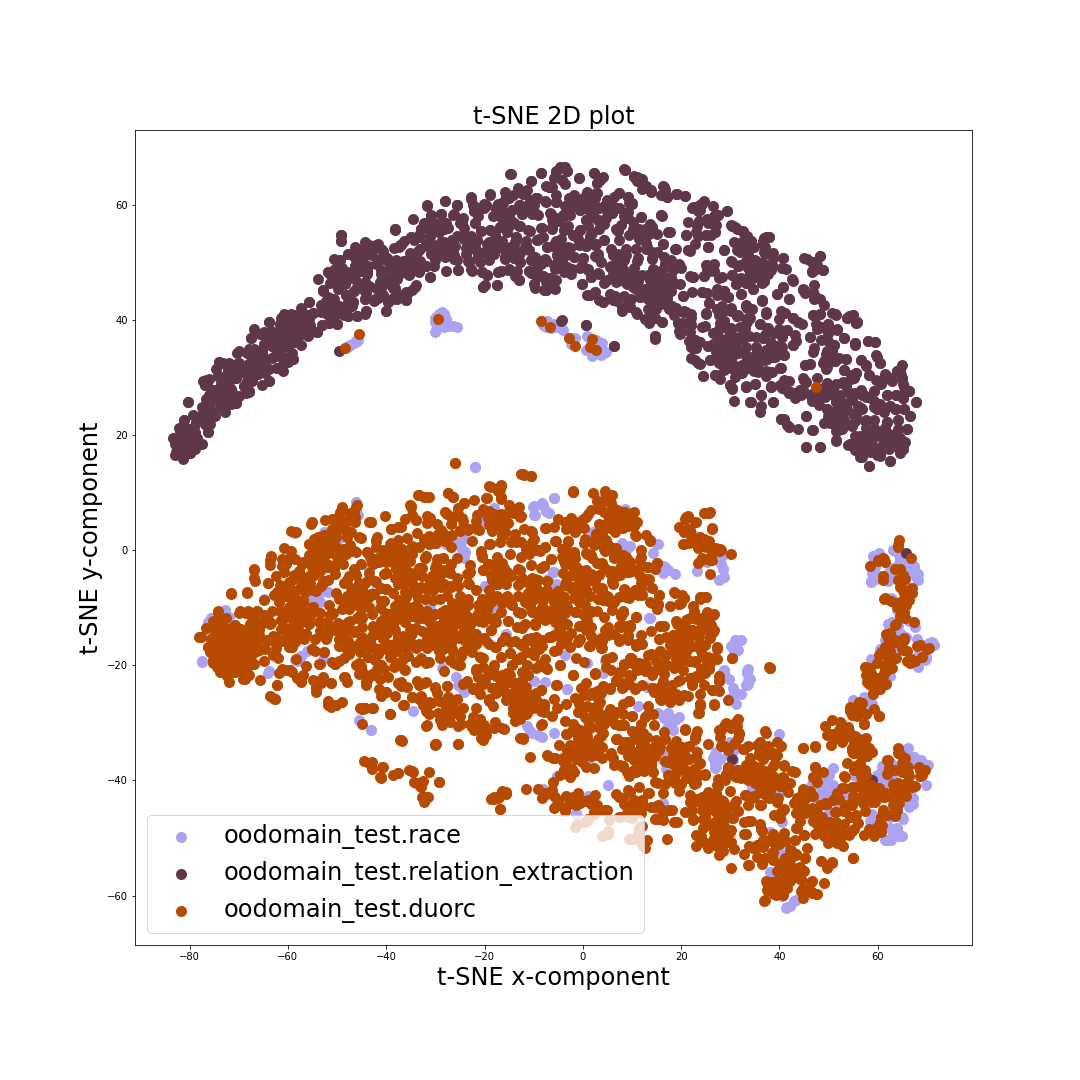 t-SNE 2D plot
t-SNE y-component
60
40
20
0
−20
−40
−60
oodomain_test.race
oodomain_test.relation_extraction
oodomain_test.duorc
−80 −60 −40 −20 0 20 40 60
t-SNE x-component